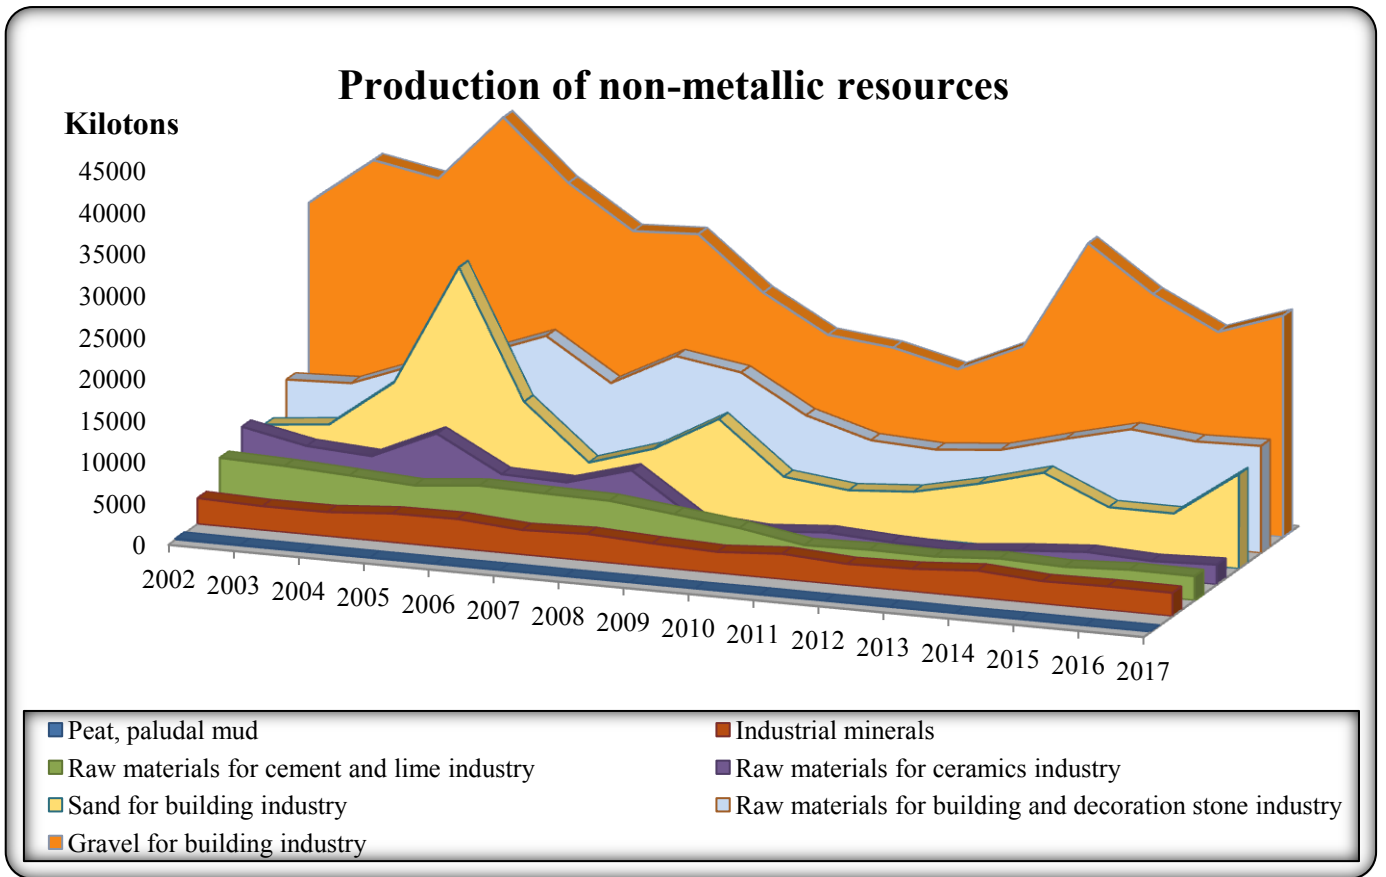 Production of non-metallic resources
Kilotons
45000
40000
35000
30000
25000
20000
15000
10000
5000
0
2002 2003 2004 2005 2006 2007 2008 2009 2010 2011 2012 2013 2014 2015 2016 2017
Peat, paludal mud
Industrial minerals
Raw materials for cement and lime industry
Raw materials for ceramics industry
Sand for building industry
Raw materials for building and decoration stone industry
Gravel for building industry